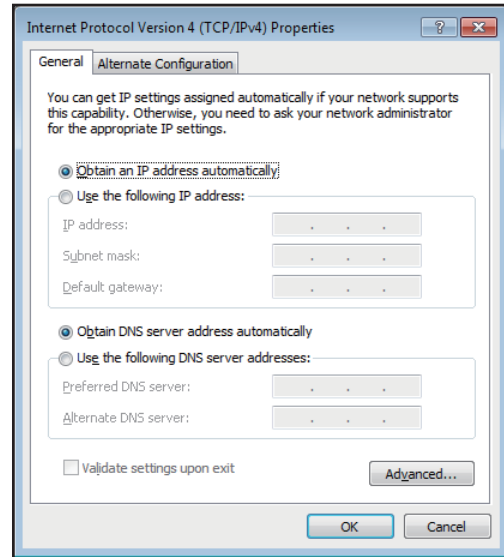 Internet Protocol Version 4 (TCP/IPv4) Properties
General
Alternate Configuration
You can get IP settings assigned automatically if your network supports
this capability. Otherwise, you need to ask your network administrator
for the appropriate IP settings.
Obtain an IP address automatically
Use the following IP address:
IP address:
Subnet mask:
Default gateway:
Obtain DNS server address automatically
Use the following DNS server addresses:
Preferred DNS server:
Alternate DNS server:
Validate settings upon exit
Advanced...
OK
Cancel